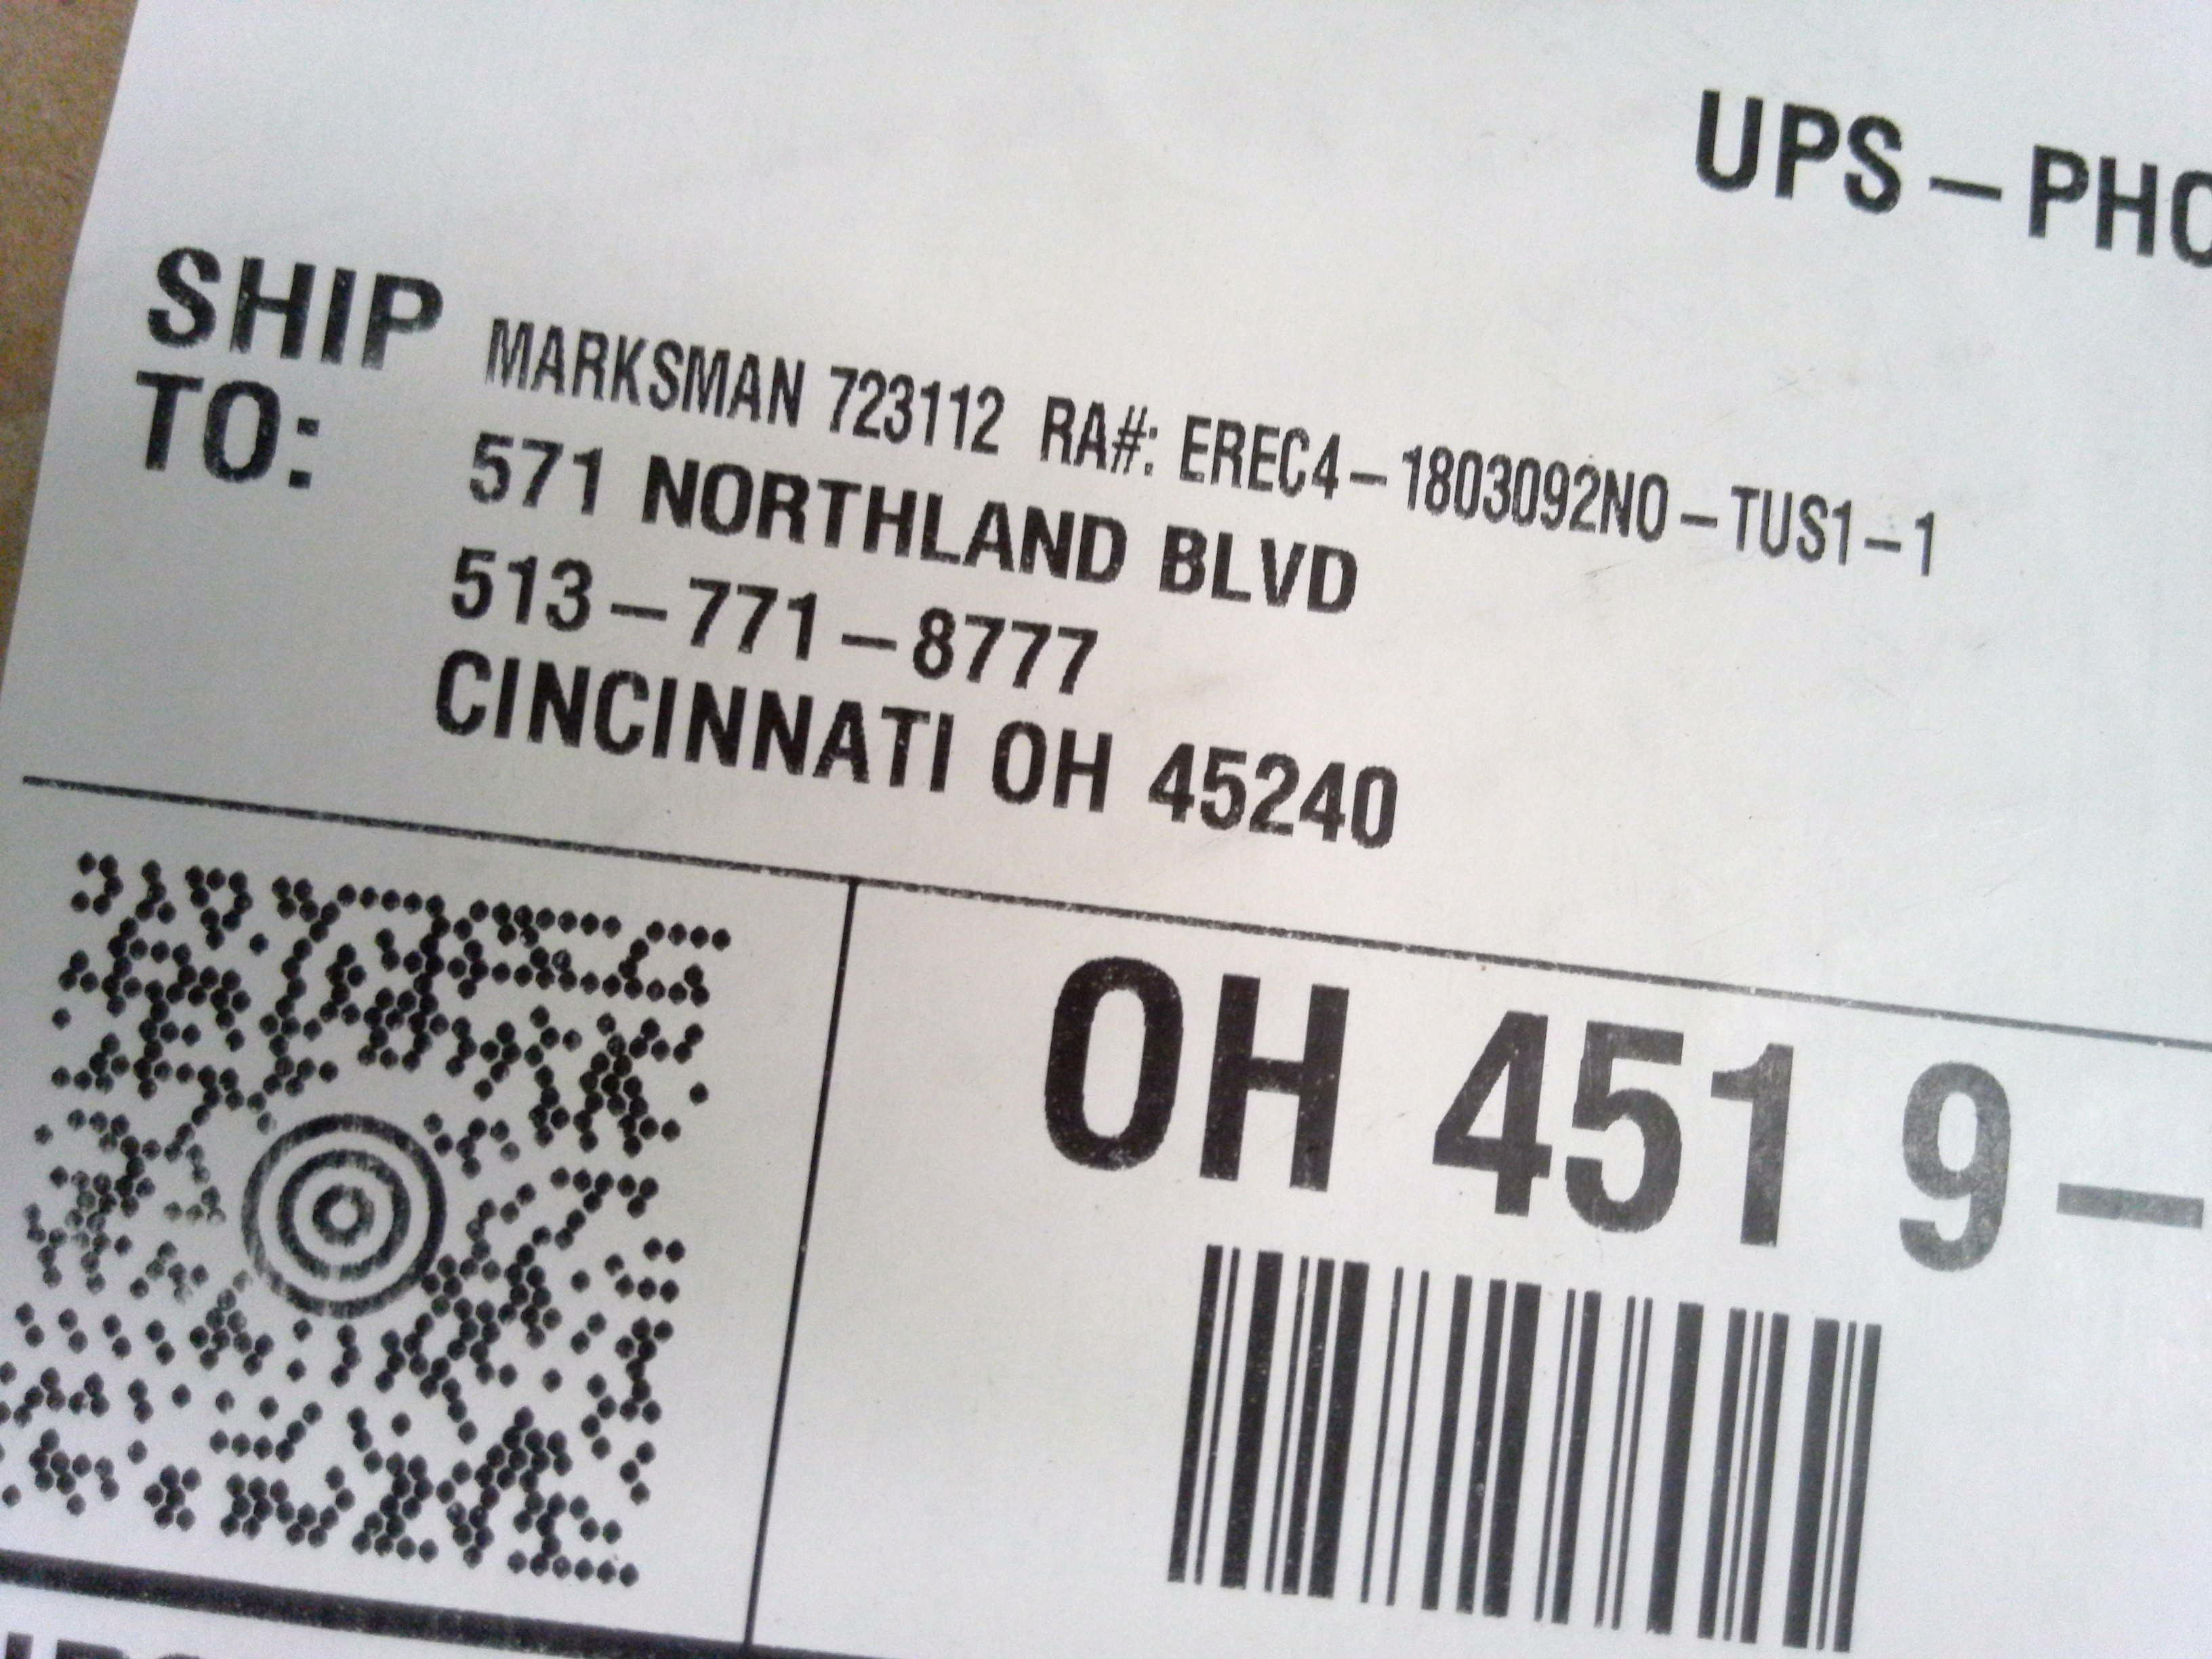 UPS – PHO
SHIP TO:
MARKSMAN 723112 RA#: EREC4–1803092NO–TUS1–1
571 NORTHLAND BLVD
513–771–8777
CINCINNATI OH 45240
OH 451 9–